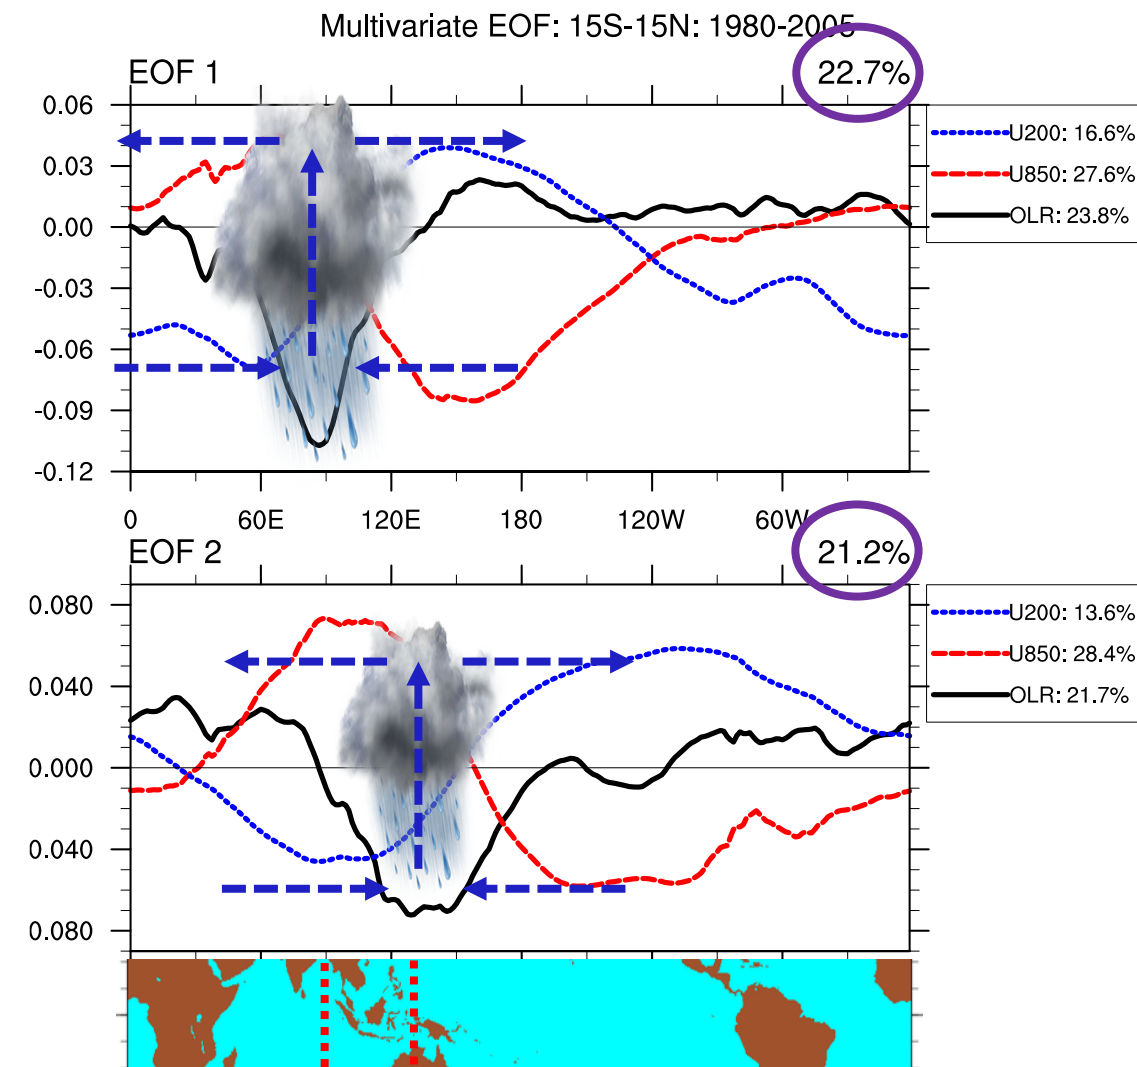 Multivariate EOF: 15S-15N: 1980-2005
EOF 1
22.7%
0.06
0.03
0.00
-0.03
-0.06
-0.09
-0.12
U200: 16.6%
U850: 27.6%
OLR: 23.8%
0 60E 120E 180 120W 60W
EOF 2
21.2%
0.080
0.040
0.000
0.040
0.080
U200: 13.6%
U850: 28.4%
OLR: 21.7%